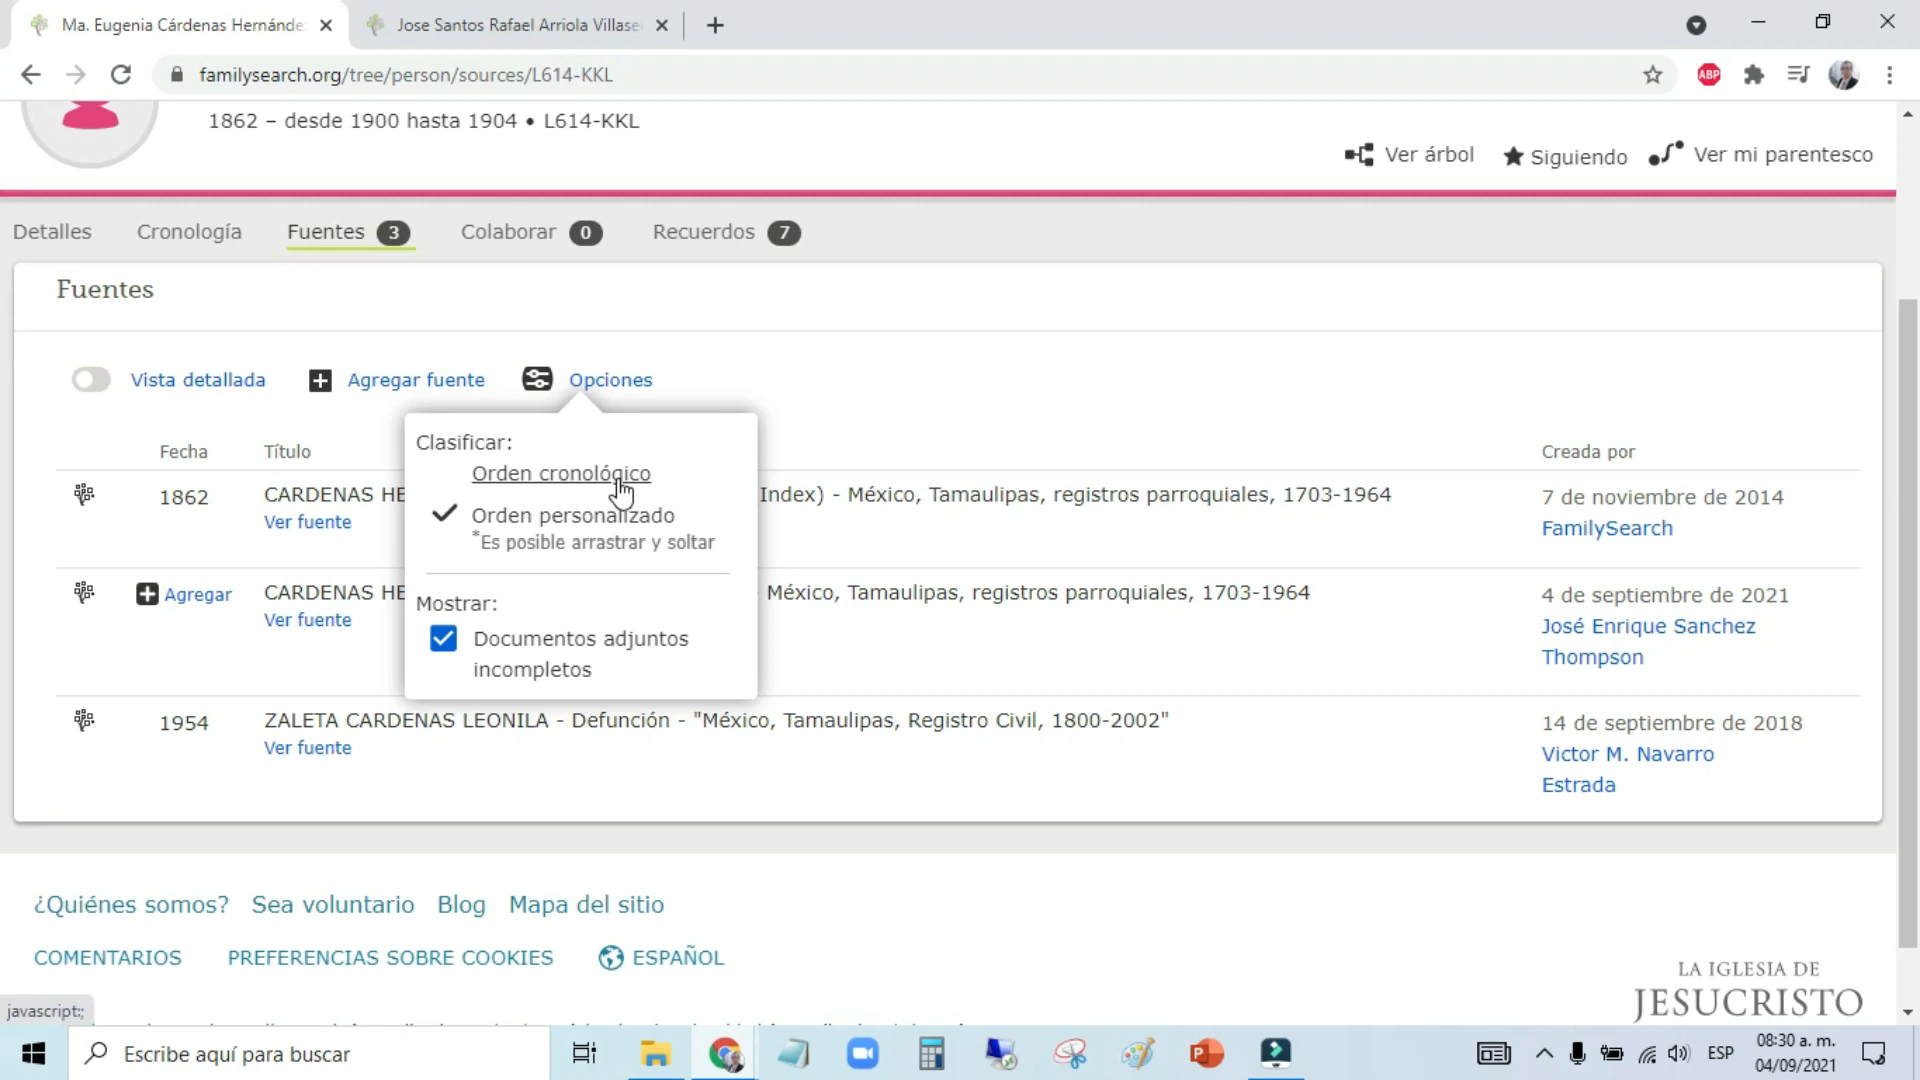 Ma. Eugenia Cárdenas Hernánde
Jose Santos Rafael Arriola Villase
familysearch.org/tree/person/sources/L614-KKL
ABP
1862 – desde 1900 hasta 1904 • L614-KKL
Ver árbol
Siguiendo
Ver mi parentesco
Detalles
Cronología
Fuentes 3
Colaborar 0
Recuerdos 7
Fuentes
Vista detallada
Agregar fuente
Opciones
Clasificar:
Orden cronológico
Orden personalizado
*Es posible arrastrar y soltar
Mostrar:
Documentos adjuntos
incompletos
Fecha
Título
Creada por
1862
CARDENAS HE
Index) - México, Tamaulipas, registros parroquiales, 1703-1964
Ver fuente
7 de noviembre de 2014
FamilySearch
Agregar
CARDENAS HE
México, Tamaulipas, registros parroquiales, 1703-1964
Ver fuente
4 de septiembre de 2021
José Enrique Sanchez
Thompson
1954
ZALETA CARDENAS LEONILA - Defunción - "México, Tamaulipas, Registro Civil, 1800-2002"
Ver fuente
14 de septiembre de 2018
Victor M. Navarro
Estrada
¿Quiénes somos?
Sea voluntario
Blog
Mapa del sitio
COMENTARIOS
PREFERENCIAS SOBRE COOKIES
ESPAÑOL
LA IGLESIA DE
JESUCRISTO
javascript:;
Escribe aquí para buscar
ESP
08:30 a. m.
04/09/2021